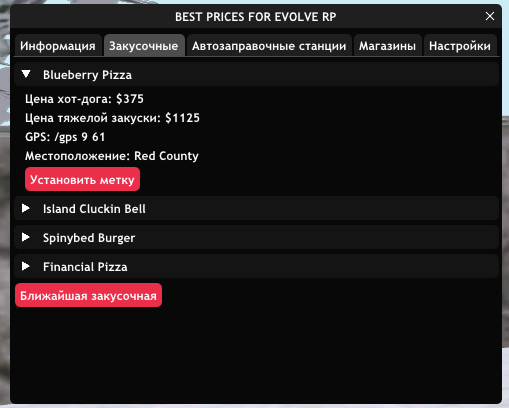 BEST PRICES FOR EVOLVE RP
Информация Закусочные Автозаправочные станции Магазины Настройки
Blueberry Pizza
Цена хот-дога: $375
Цена тяжелой закуски: $1125
GPS: /gps 9 61
Местоположение: Red County
Установить метку
Island Cluckin Bell
Spinybed Burger
Financial Pizza
Ближайшая закусочная